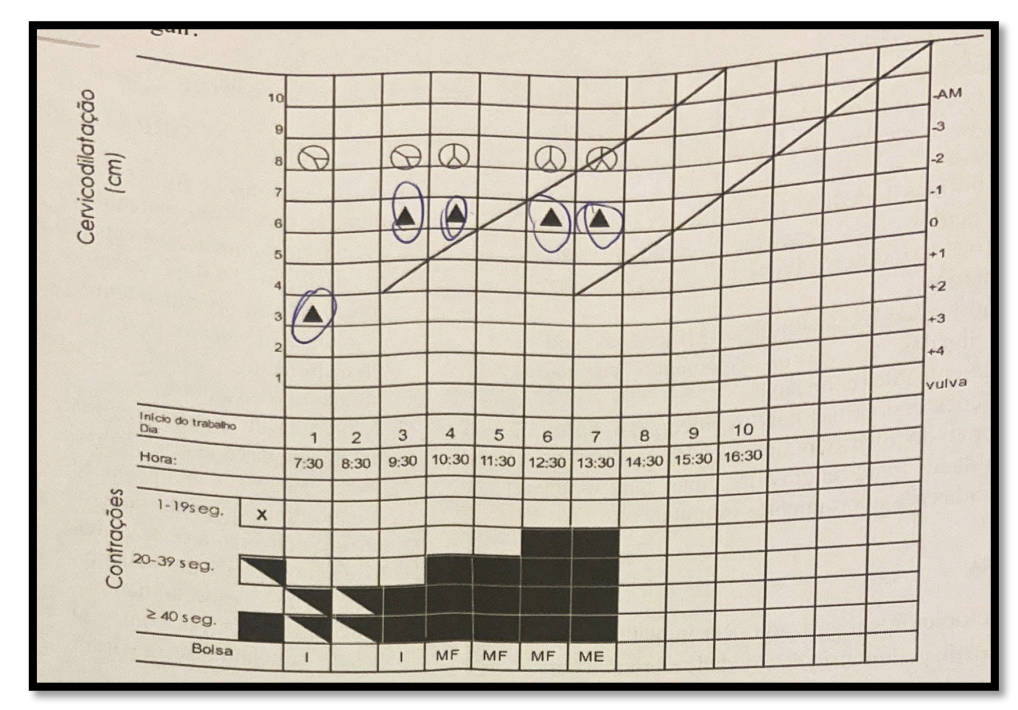 Cervicodilatação
(cm)
10
9
8
7
6
5
4
3
2
1
-AM
-3
-2
-1
0
+1
+2
+3
+4
vulva
Início do trabalho
Dia 1 2 3 4 5 6 7 8 9 10
Hora: 7:30 8:30 9:30 10:30 11:30 12:30 13:30 14:30 15:30 16:30
Contrações
1-19seg. X
20-39 seg.
≥ 40 seg.
Bolsa I I MF MF MF ME